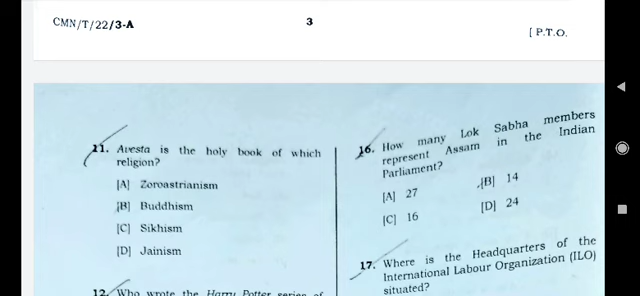 CMN/T/22/3-A
3
[ P.T.O.
11. Avesta is the holy book of which
religion?
[A] Zoroastrianism
[B] Buddhism
[C] Sikhism
[D] Jainism
12. Who wrote the Harry Potter series of
16. How many Lok Sabha members
represent Assam in the Indian
Parliament?
[A] 27
[B] 14
[C] 16
[D] 24
17. Where is the Headquarters of the
International Labour Organization (ILO)
situated?